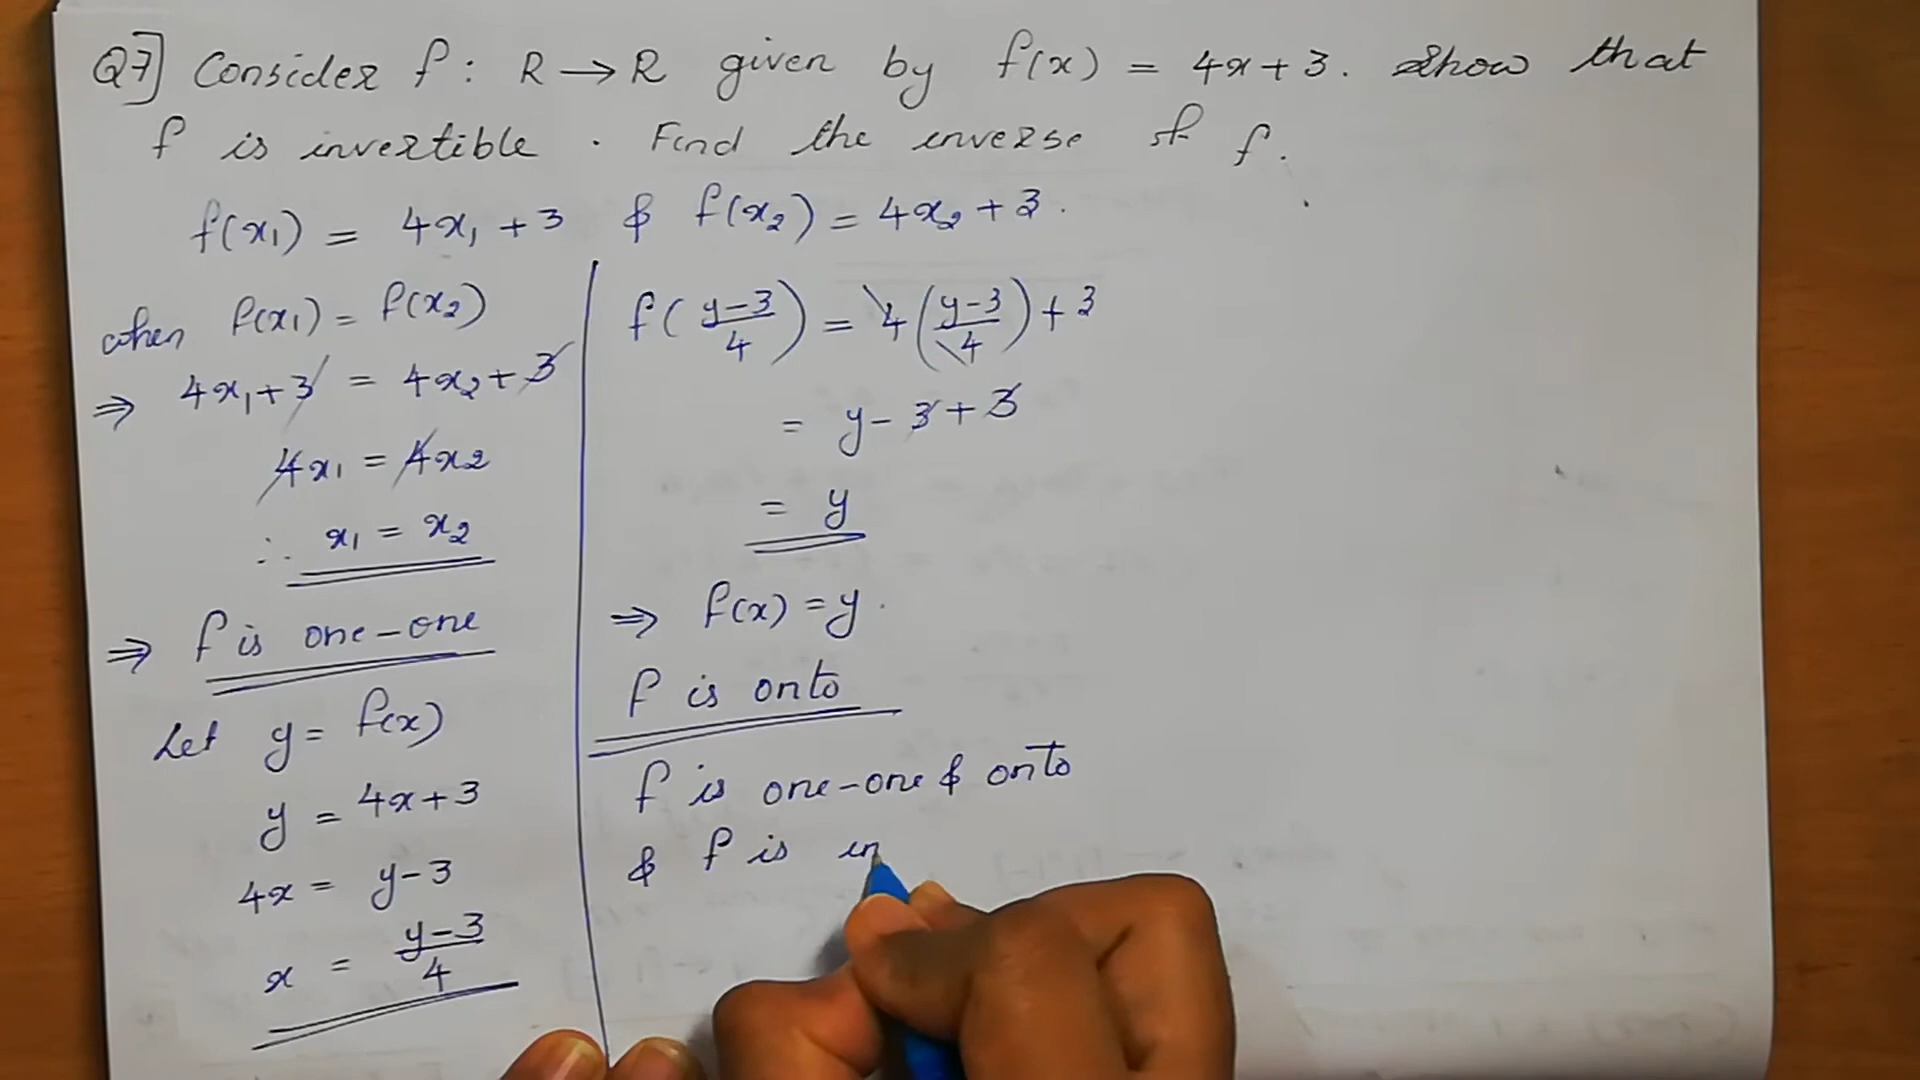 Q7] Consider f : R → R given by f(x) = 4x + 3. Show that
f is invertible. Find the inverse of f.
f(x₁) = 4x₁ + 3 & f(x₂) = 4x₂ + 3.
when f(x₁) = f(x₂)
⇒ 4x₁ + 3 = 4x₂ + 3
4x₁ = 4x₂
∴ x₁ = x₂
⇒ f is one-one
Let y = f(x)
y = 4x + 3
4x = y - 3
x = (y-3)/4
f((y-3)/4) = 4((y-3)/4) + 3
= y - 3 + 3
= y
⇒ f(x) = y.
f is onto
f is one-one & onto
& f is in